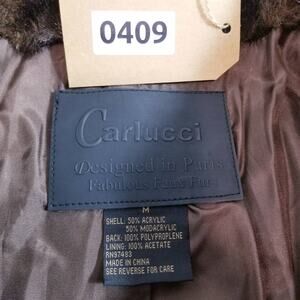 0409
Carlucci
Designed in Paris
Fabulous Faux Furs
M
SHELL: 50% ACRYLIC
50% MODACRYLIC
BACK: 100% POLYPROPLENE
LINING: 100% ACETATE
RN97483
MADE IN CHINA
SEE REVERSE FOR CARE